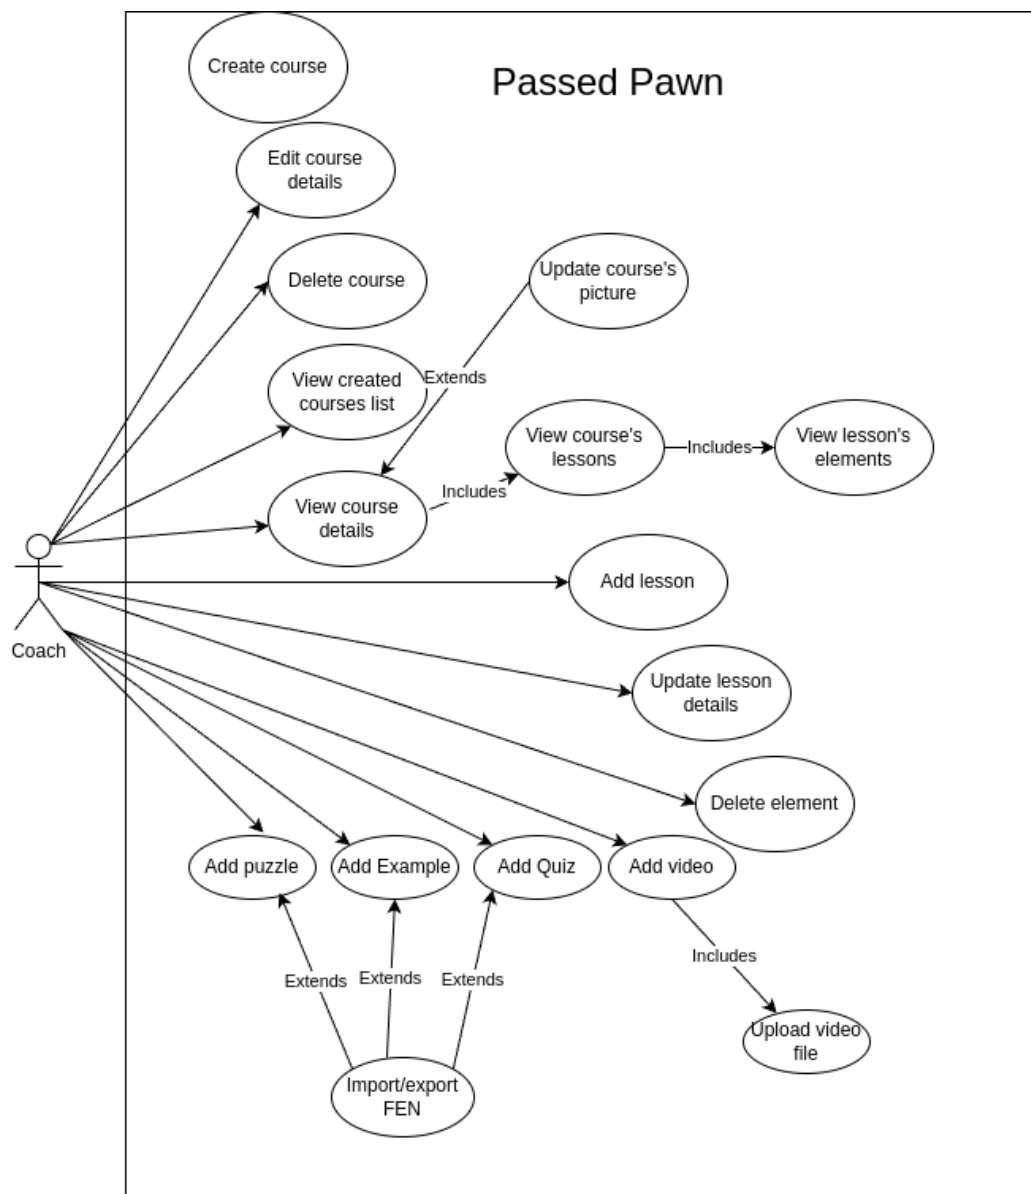 Create course
Passed Pawn
Edit course
details
Delete course
Update course's
picture
View created
courses list
Extends
View course's
lessons
Includes
View lesson's
elements
View course
details
Includes
Add lesson
Coach
Update lesson
details
Delete element
Add puzzle
Add Example
Add Quiz
Add video
Extends
Extends
Extends
Includes
Upload video
file
Import/export
FEN